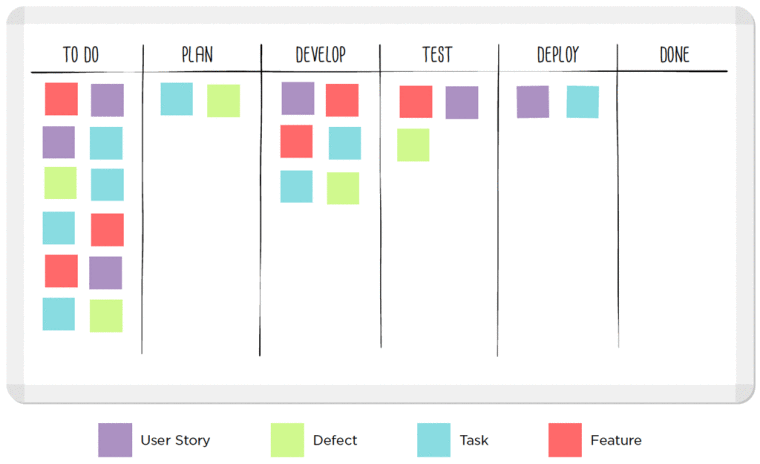 TO DO PLAN DEVELOP TEST DEPLOY DONE
User Story Defect Task Feature